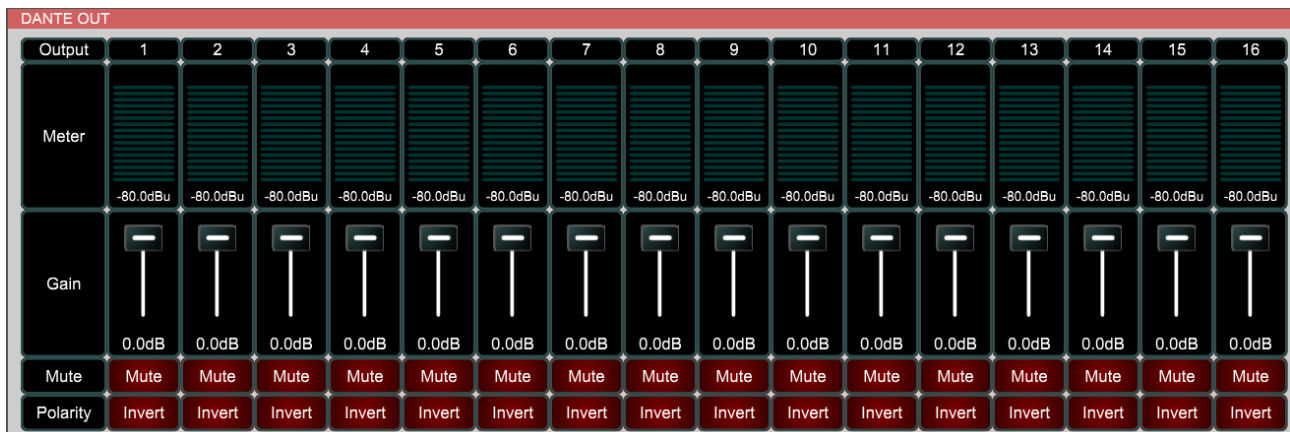 DANTE OUT
Output 1 2 3 4 5 6 7 8 9 10 11 12 13 14 15 16
Meter
-80.0dBu -80.0dBu -80.0dBu -80.0dBu -80.0dBu -80.0dBu -80.0dBu -80.0dBu -80.0dBu -80.0dBu -80.0dBu -80.0dBu -80.0dBu -80.0dBu -80.0dBu -80.0dBu
Gain
0.0dB 0.0dB 0.0dB 0.0dB 0.0dB 0.0dB 0.0dB 0.0dB 0.0dB 0.0dB 0.0dB 0.0dB 0.0dB 0.0dB 0.0dB 0.0dB
Mute Mute Mute Mute Mute Mute Mute Mute Mute Mute Mute Mute Mute Mute Mute Mute Mute
Polarity Invert Invert Invert Invert Invert Invert Invert Invert Invert Invert Invert Invert Invert Invert Invert Invert